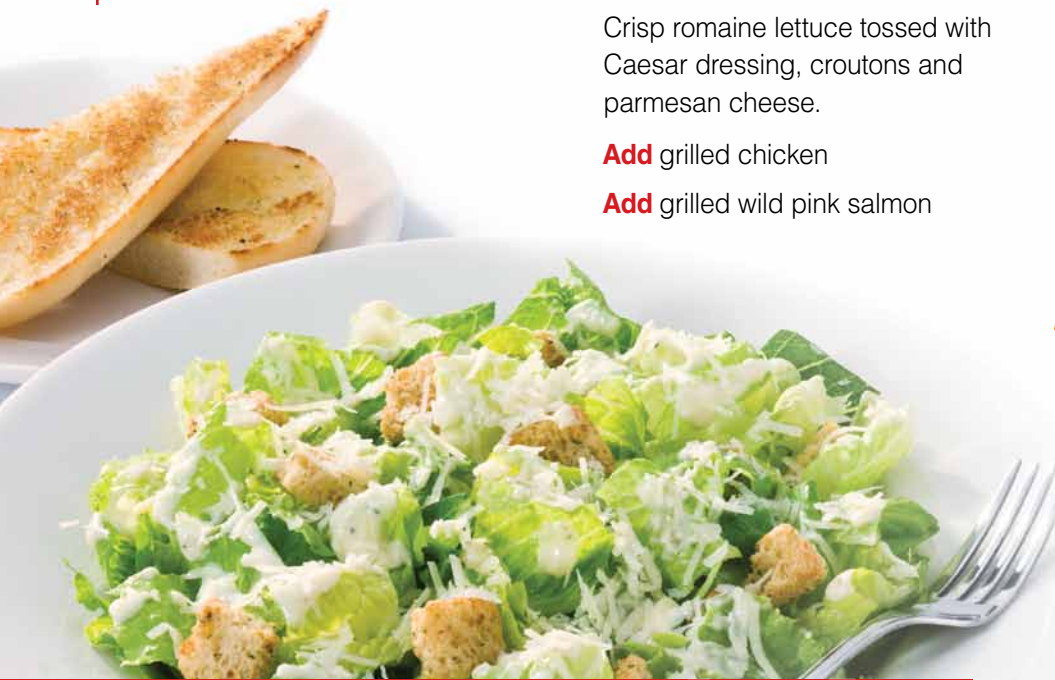 Crisp romaine lettuce tossed with
Caesar dressing, croutons and
parmesan cheese.
Add grilled chicken
Add grilled wild pink salmon